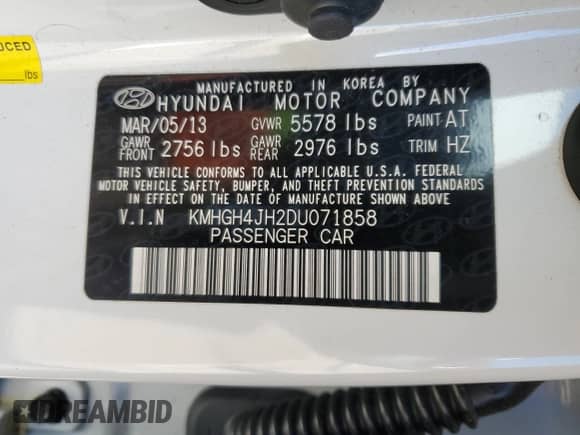 UCED
lbs
MANUFACTURED IN KOREA BY
HYUNDAI MOTOR COMPANY
MAR/05/13 GVWR 5578 lbs PAINT AT
GAWR FRONT 2756 lbs GAWR REAR 2976 lbs TRIM HZ
THIS VEHICLE CONFORMS TO ALL APPLICABLE U.S.A. FEDERAL
MOTOR VEHICLE SAFETY, BUMPER, AND THEFT PREVENTION STANDARDS
IN EFFECT ON THE DATE OF MANUFACTURE SHOWN ABOVE.
V.I.N KMHGH4JH2DU071858
PASSENGER CAR
DREAMBID